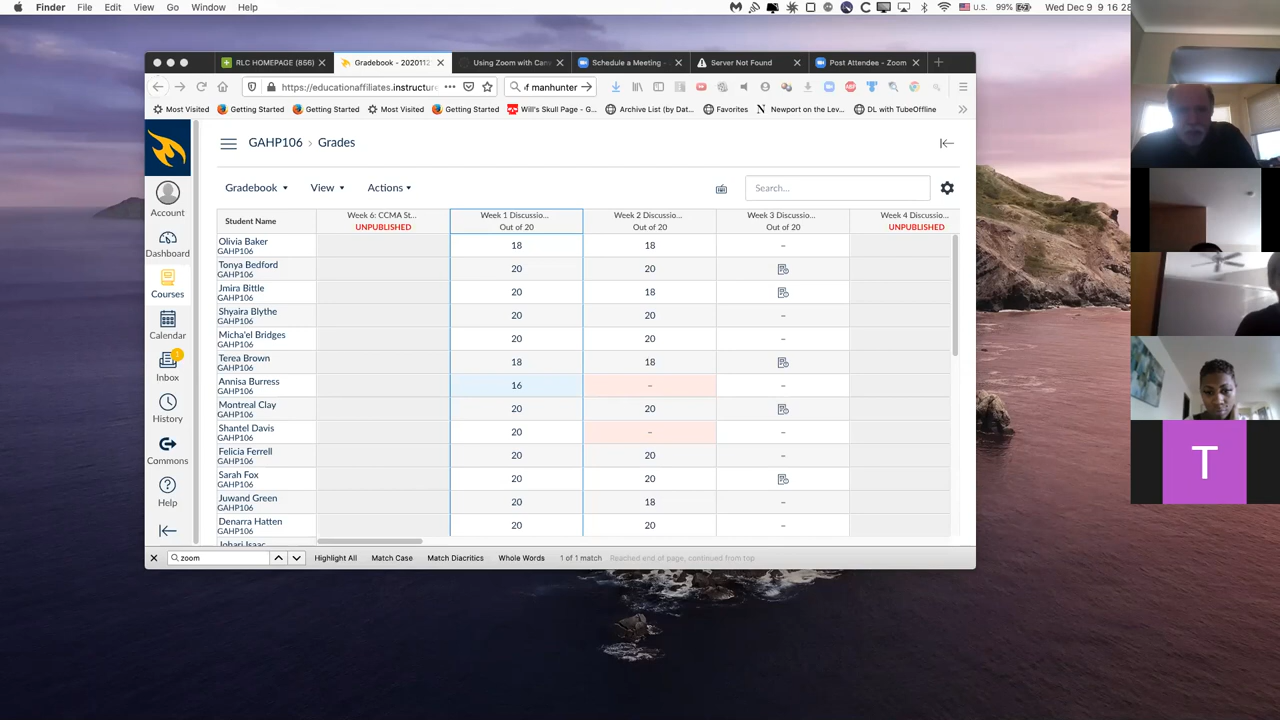 Finder File Edit View Go Window Help U.S. 99% Wed Dec 9 9 16 28
RLC HOMEPAGE (866) Gradebook - 2020112 Using Zoom with Can Schedule a Meeting - Server Not Found Post Attendee - Zoom
https://educationaffiliates.instructure ••• f manhunter
Most Visited Getting Started Getting Started Most Visited Getting Started Will's Skull Page - G... Archive List (by Dat... Favorites Newport on the Lev... DL with TubeOffline
GAHP106 › Grades
Account
Dashboard
Courses
Calendar
1
Inbox
History
Commons
Help
Gradebook View Actions Search...
Student Name Week 6: CCMA St... Week 1 Discussio... Week 2 Discussio... Week 3 Discussio... Week 4 Discussio...
UNPUBLISHED Out of 20 Out of 20 Out of 20 UNPUBLISHED
Olivia Baker 18 18 –
GAHP106
Tonya Bedford 20 20
GAHP106
Jmira Bittle 20 18
GAHP106
Shyaira Blythe 20 20 –
GAHP106
Micha'el Bridges 20 20 –
GAHP106
Terea Brown 18 18
GAHP106
Annisa Burress 16 – –
GAHP106
Montreal Clay 20 20
GAHP106
Shantel Davis 20 – –
GAHP106
Felicia Ferrell 20 20 –
GAHP106
Sarah Fox 20 20
GAHP106
Juwand Green 20 18 –
GAHP106
Denarra Hatten 20 20 –
GAHP106
Johari Isaac
zoom Highlight All Match Case Match Diacritics Whole Words 1 of 1 match Reached end of page, continued from top
T